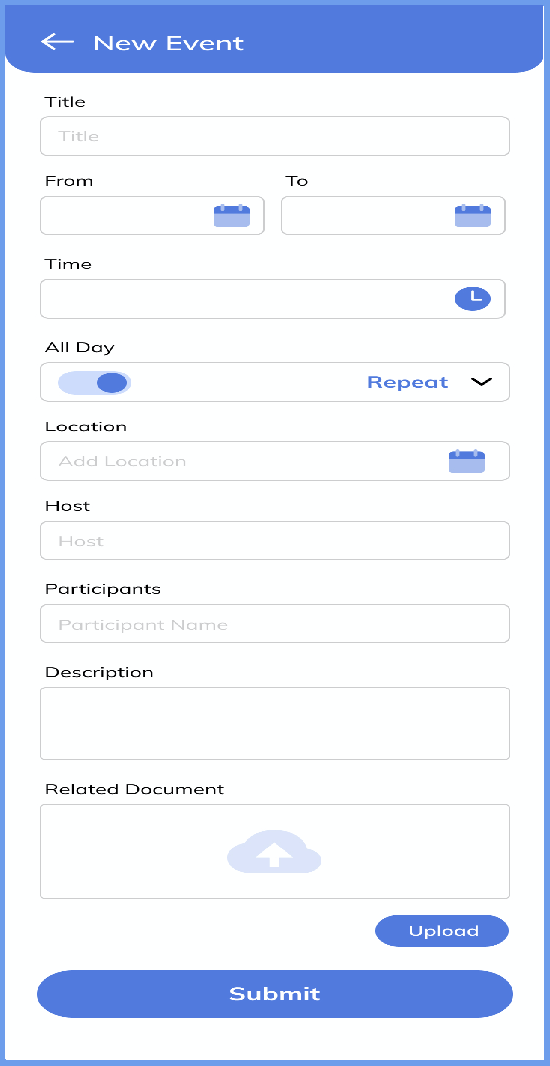 New Event
Title
Title
From To
Time
All Day
Repeat
Location
Add Location
Host
Host
Participants
Participant Name
Description
Related Document
Upload
Submit